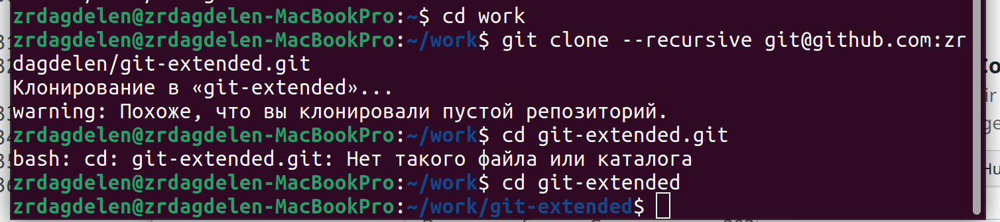 zrdagdelen@zrdagdelen-MacBookPro:~$ cd work
zrdagdelen@zrdagdelen-MacBookPro:~/work$ git clone --recursive git@github.com:zr
dagdelen/git-extended.git
Клонирование в «git-extended»...
warning: Похоже, что вы клонировали пустой репозиторий.
zrdagdelen@zrdagdelen-MacBookPro:~/work$ cd git-extended.git
bash: cd: git-extended.git: Нет такого файла или каталога
zrdagdelen@zrdagdelen-MacBookPro:~/work$ cd git-extended
zrdagdelen@zrdagdelen-MacBookPro:~/work/git-extended$